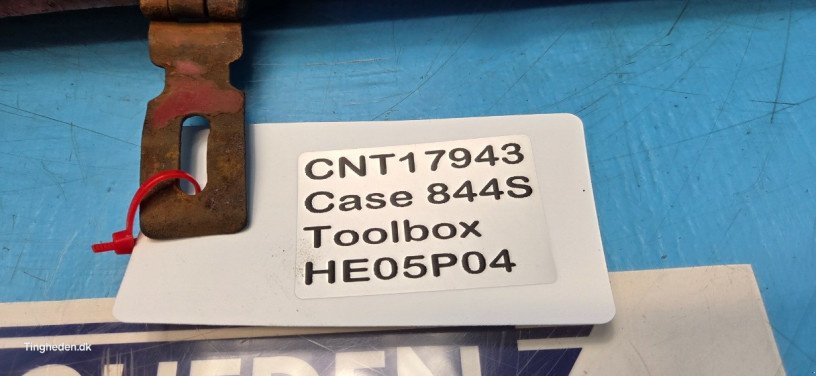 CNT17943
Case 844S
Toolbox
HE05P04
Tingheden.dk